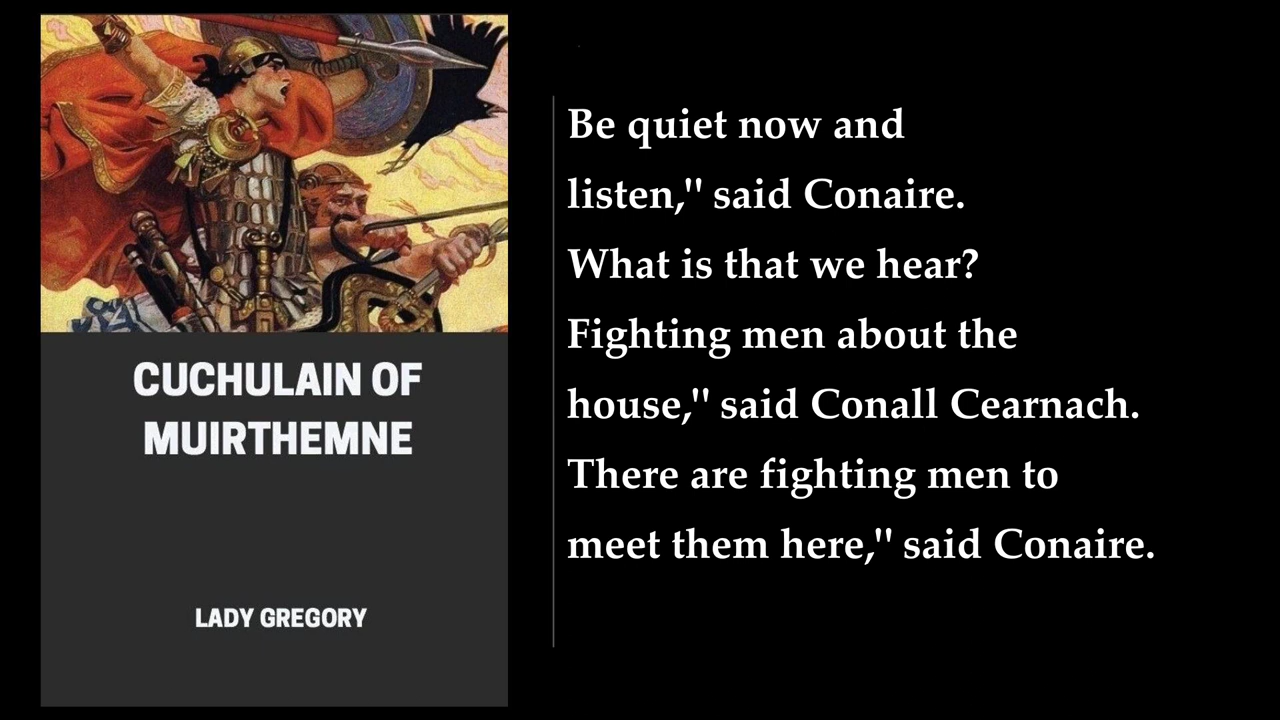 CUCHULAIN OF
MUIRTHEMNE
LADY GREGORY
Be quiet now and
listen," said Conaire.
What is that we hear?
Fighting men about the
house," said Conall Cearnach.
There are fighting men to
meet them here," said Conaire.